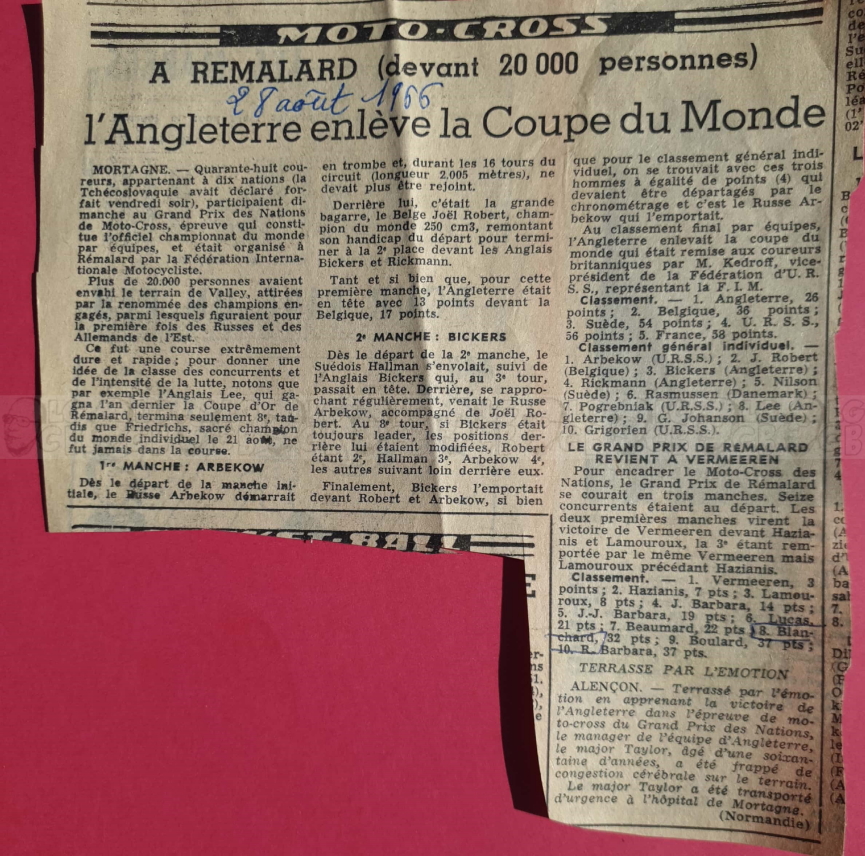 MOTO-CROSS
A REMALARD (devant 20 000 personnes)
28 août 1966
l'Angleterre enlève la Coupe du Monde
MORTAGNE. — Quarante-huit cou-
reurs, appartenant à dix nations (la
Tchécoslovaquie avait déclaré for-
fait vendredi soir), participaient di-
manche au Grand Prix des Nations
de Moto-Cross, épreuve qui consti-
tue l'officiel championnat du monde
par équipes, et était organisé à
Rémalard par la Fédération Interna-
tionale Motocycliste.
Plus de 20.000 personnes avaient
envahi le terrain de Valley, attirées
par la renommée des champions en-
gagés, parmi lesquels figuraient pour
la première fois des Russes et des
Allemands de l'Est.
Ce fut une course extrêmement
dure et rapide ; pour donner une
idée de la classe des concurrents et
de l'intensité de la lutte, notons que
par exemple l'Anglais Lee, qui ga-
gna l'an dernier la Coupe d'Or de
Rémalard, termina seulement 8e, tan-
dis que Friedrichs, sacré champion
du monde individuel le 21 août, ne
fut jamais dans la course.
1re MANCHE : ARBEKOW
Dès le départ de la manche ini-
tiale, le Russe Arbekow démarrait
en trombe et, durant les 16 tours du
circuit (longueur 2.005 mètres), ne
devait plus être rejoint.
Derrière lui, c'était la grande
bagarre, le Belge Joël Robert, cham-
pion du monde 250 cm3, remontant
son handicap du départ pour termi-
ner à la 2e place devant les Anglais
Bickers et Rickmann.
Tant et si bien que, pour cette
première manche, l'Angleterre était
en tête avec 13 points devant la
Belgique, 17 points.
2e MANCHE : BICKERS
Dès le départ de la 2e manche, le
Suédois Hallman s'envolait, suivi de
l'Anglais Bickers qui, au 3e tour,
passait en tête. Derrière, se rappro-
chant régulièrement, venait le Russe
Arbekow, accompagné de Joël Ro-
bert. Au 8e tour, si Bickers était
toujours leader, les positions der-
rière lui étaient modifiées, Robert
étant 2e, Hallman 3e, Arbekow 4e,
les autres suivant loin derrière eux.
Finalement, Bickers l'emportait
devant Robert et Arbekow, si bien
que pour le classement général indi-
viduel, on se trouvait avec ces trois
hommes à égalité de points (4) qui
devaient être départagés par le
chronométrage et c'est le Russe Ar-
bekow qui l'emportait.
Au classement final par équipes,
l'Angleterre enlevait la coupe du
monde qui était remise aux coureurs
britanniques par M. Kedroff, vice-
président de la Fédération d'U. R.
S. S., représentant la F. I. M.
Classement. — 1. Angleterre, 26
points ; 2. Belgique, 36 points ;
3. Suède, 54 points ; 4. U. R. S. S.,
56 points ; 5. France, 58 points.
Classement général individuel. —
1. Arbekow (U.R.S.S.) ; 2. J. Robert
(Belgique) ; 3. Bickers (Angleterre) ;
4. Rickmann (Angleterre) ; 5. Nilson
(Suède) ; 6. Rasmussen (Danemark) ;
7. Pogrebniak (U.R.S.S.) ; 8. Lee (An-
gleterre) ; 9. G. Johanson (Suède) ;
10. Grigorien (U.R.S.S.).
LE GRAND PRIX DE RÉMALARD
REVIENT A VERMEEREN
Pour encadrer le Moto-Cross des
Nations, le Grand Prix de Rémalard
se courait en trois manches. Seize
concurrents étaient au départ. Les
deux premières manches virent la
victoire de Vermeeren devant Hazia-
nis et Lamouroux, la 3e étant rem-
portée par le même Vermeeren mais
Lamouroux précédant Hazianis.
Classement. — 1. Vermeeren, 3
points ; 2. Hazianis, 7 pts ; 3. Lamou-
roux, 8 pts ; 4. J. Barbara, 14 pts ;
5. J.-J. Barbara, 19 pts ; 6. Lucas,
21 pts ; 7. Beaumard, 22 pts ; 8. Blan-
chard, 32 pts ; 9. Boulard, 37 pts ;
10. R. Barbara, 37 pts.
TERRASSE PAR L'EMOTION
ALENÇON. — Terrassé par l'émo-
tion en apprenant la victoire de
l'Angleterre dans l'épreuve de mo-
to-cross du Grand Prix des Nations,
le manager de l'équipe d'Angleterre,
le major Taylor, âgé d'une soixan-
taine d'années, a été frappé de
congestion cérébrale sur le terrain.
Le major Taylor a été transporté
d'urgence à l'hôpital de Mortagne.
(Normandie)